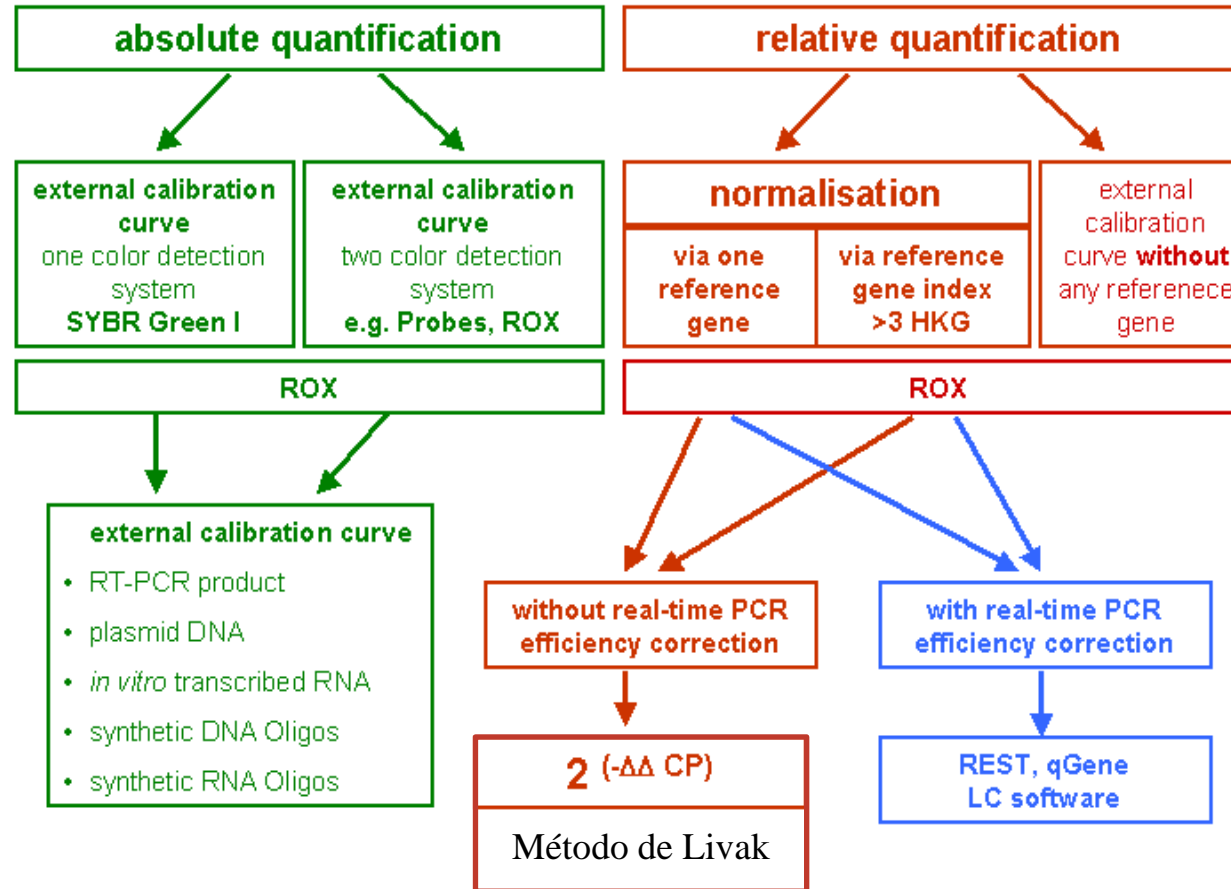 absolute quantification
external calibration
curve
one color detection
system
SYBR Green I
external calibration
curve
two color detection
system
e.g. Probes, ROX
ROX
external calibration curve
• RT-PCR product
• plasmid DNA
• in vitro transcribed RNA
• synthetic DNA Oligos
• synthetic RNA Oligos
relative quantification
normalisation
via one
reference
gene
via reference
gene index
>3 HKG
external
calibration
curve without
any referenece
gene
ROX
without real-time PCR
efficiency correction
2 (-ΔΔ CP)
Método de Livak
with real-time PCR
efficiency correction
REST, qGene
LC software